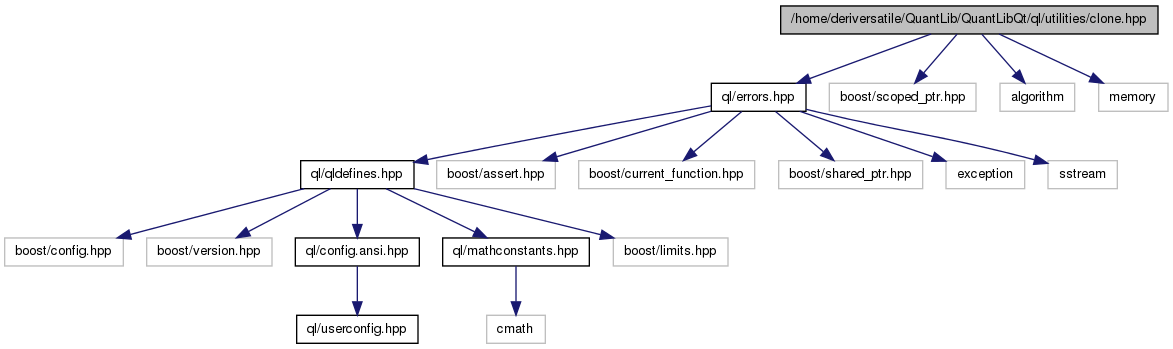 /home/deriversatile/QuantLib/QuantLibQt/ql/utilities/clone.hpp
ql/errors.hpp
boost/scoped_ptr.hpp
algorithm
memory
ql/qldefines.hpp
boost/assert.hpp
boost/current_function.hpp
boost/shared_ptr.hpp
exception
sstream
boost/config.hpp
boost/version.hpp
ql/config.ansi.hpp
ql/mathconstants.hpp
boost/limits.hpp
ql/userconfig.hpp
cmath